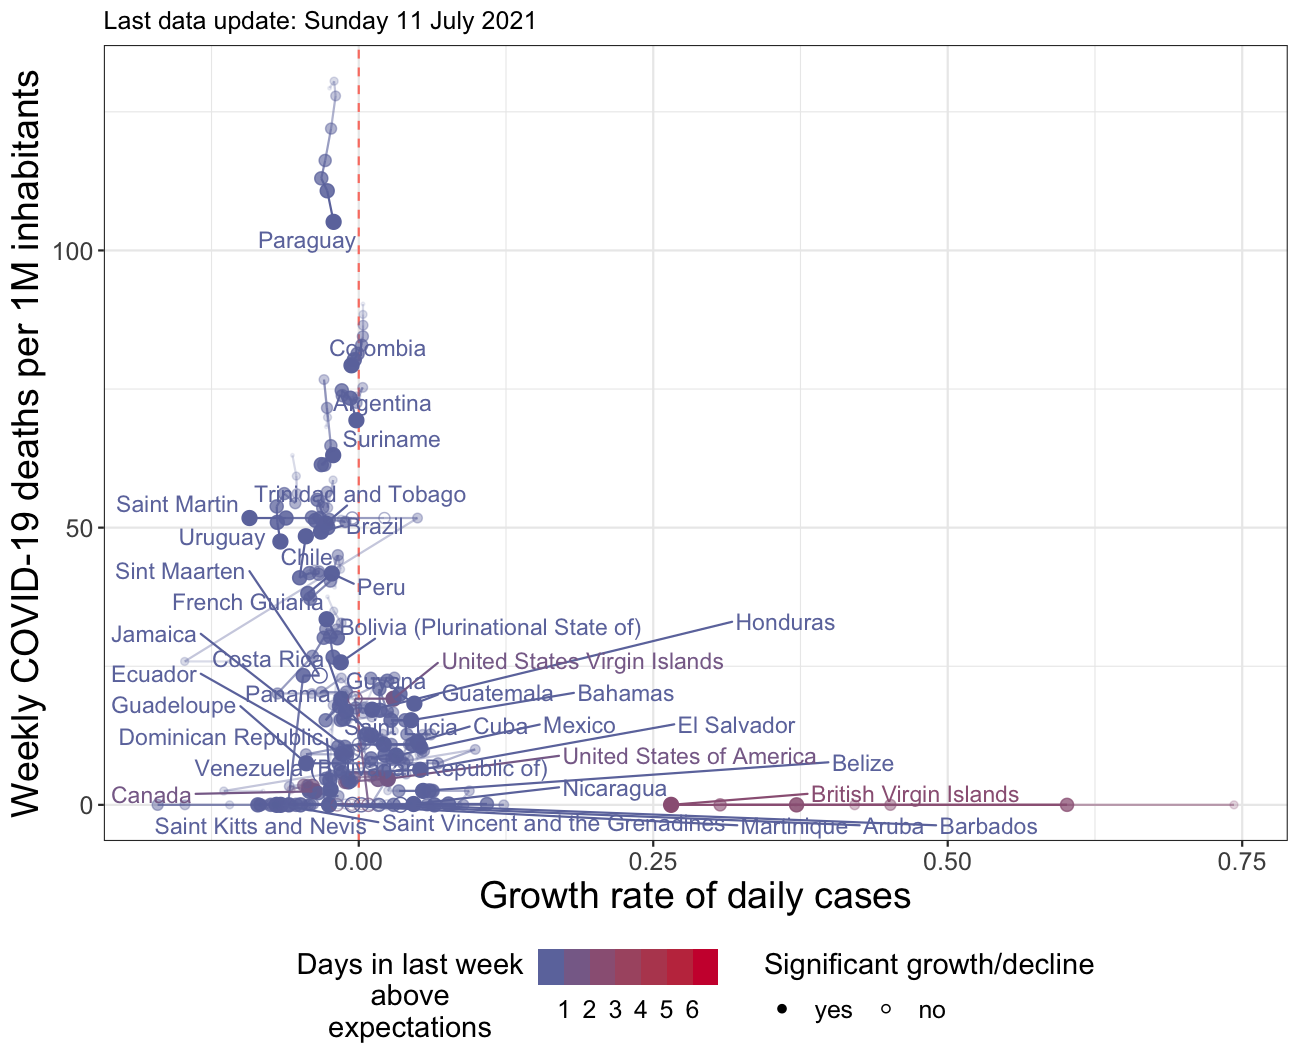 Last data update: Sunday 11 July 2021
Weekly COVID-19 deaths per 1M inhabitants
100
50
0
Paraguay
Colombia
Argentina
Suriname
Trinidad and Tobago
Saint Martin
Brazil
Uruguay
Chile
Sint Maarten
Peru
French Guiana
Honduras
Bolivia (Plurinational State of)
Jamaica
Costa Rica
United States Virgin Islands
Ecuador
Guyana
Panama
Guatemala
Bahamas
Guadeloupe
Saint Lucia
Cuba
Mexico
El Salvador
Dominican Republic
United States of America
Belize
Venezuela (Bolivarian Republic of)
Nicaragua
Canada
British Virgin Islands
Saint Kitts and Nevis
Saint Vincent and the Grenadines
Martinique
Aruba
Barbados
0.00
0.25
0.50
0.75
Growth rate of daily cases
Days in last week
above
expectations
1 2 3 4 5 6
Significant growth/decline
yes
no